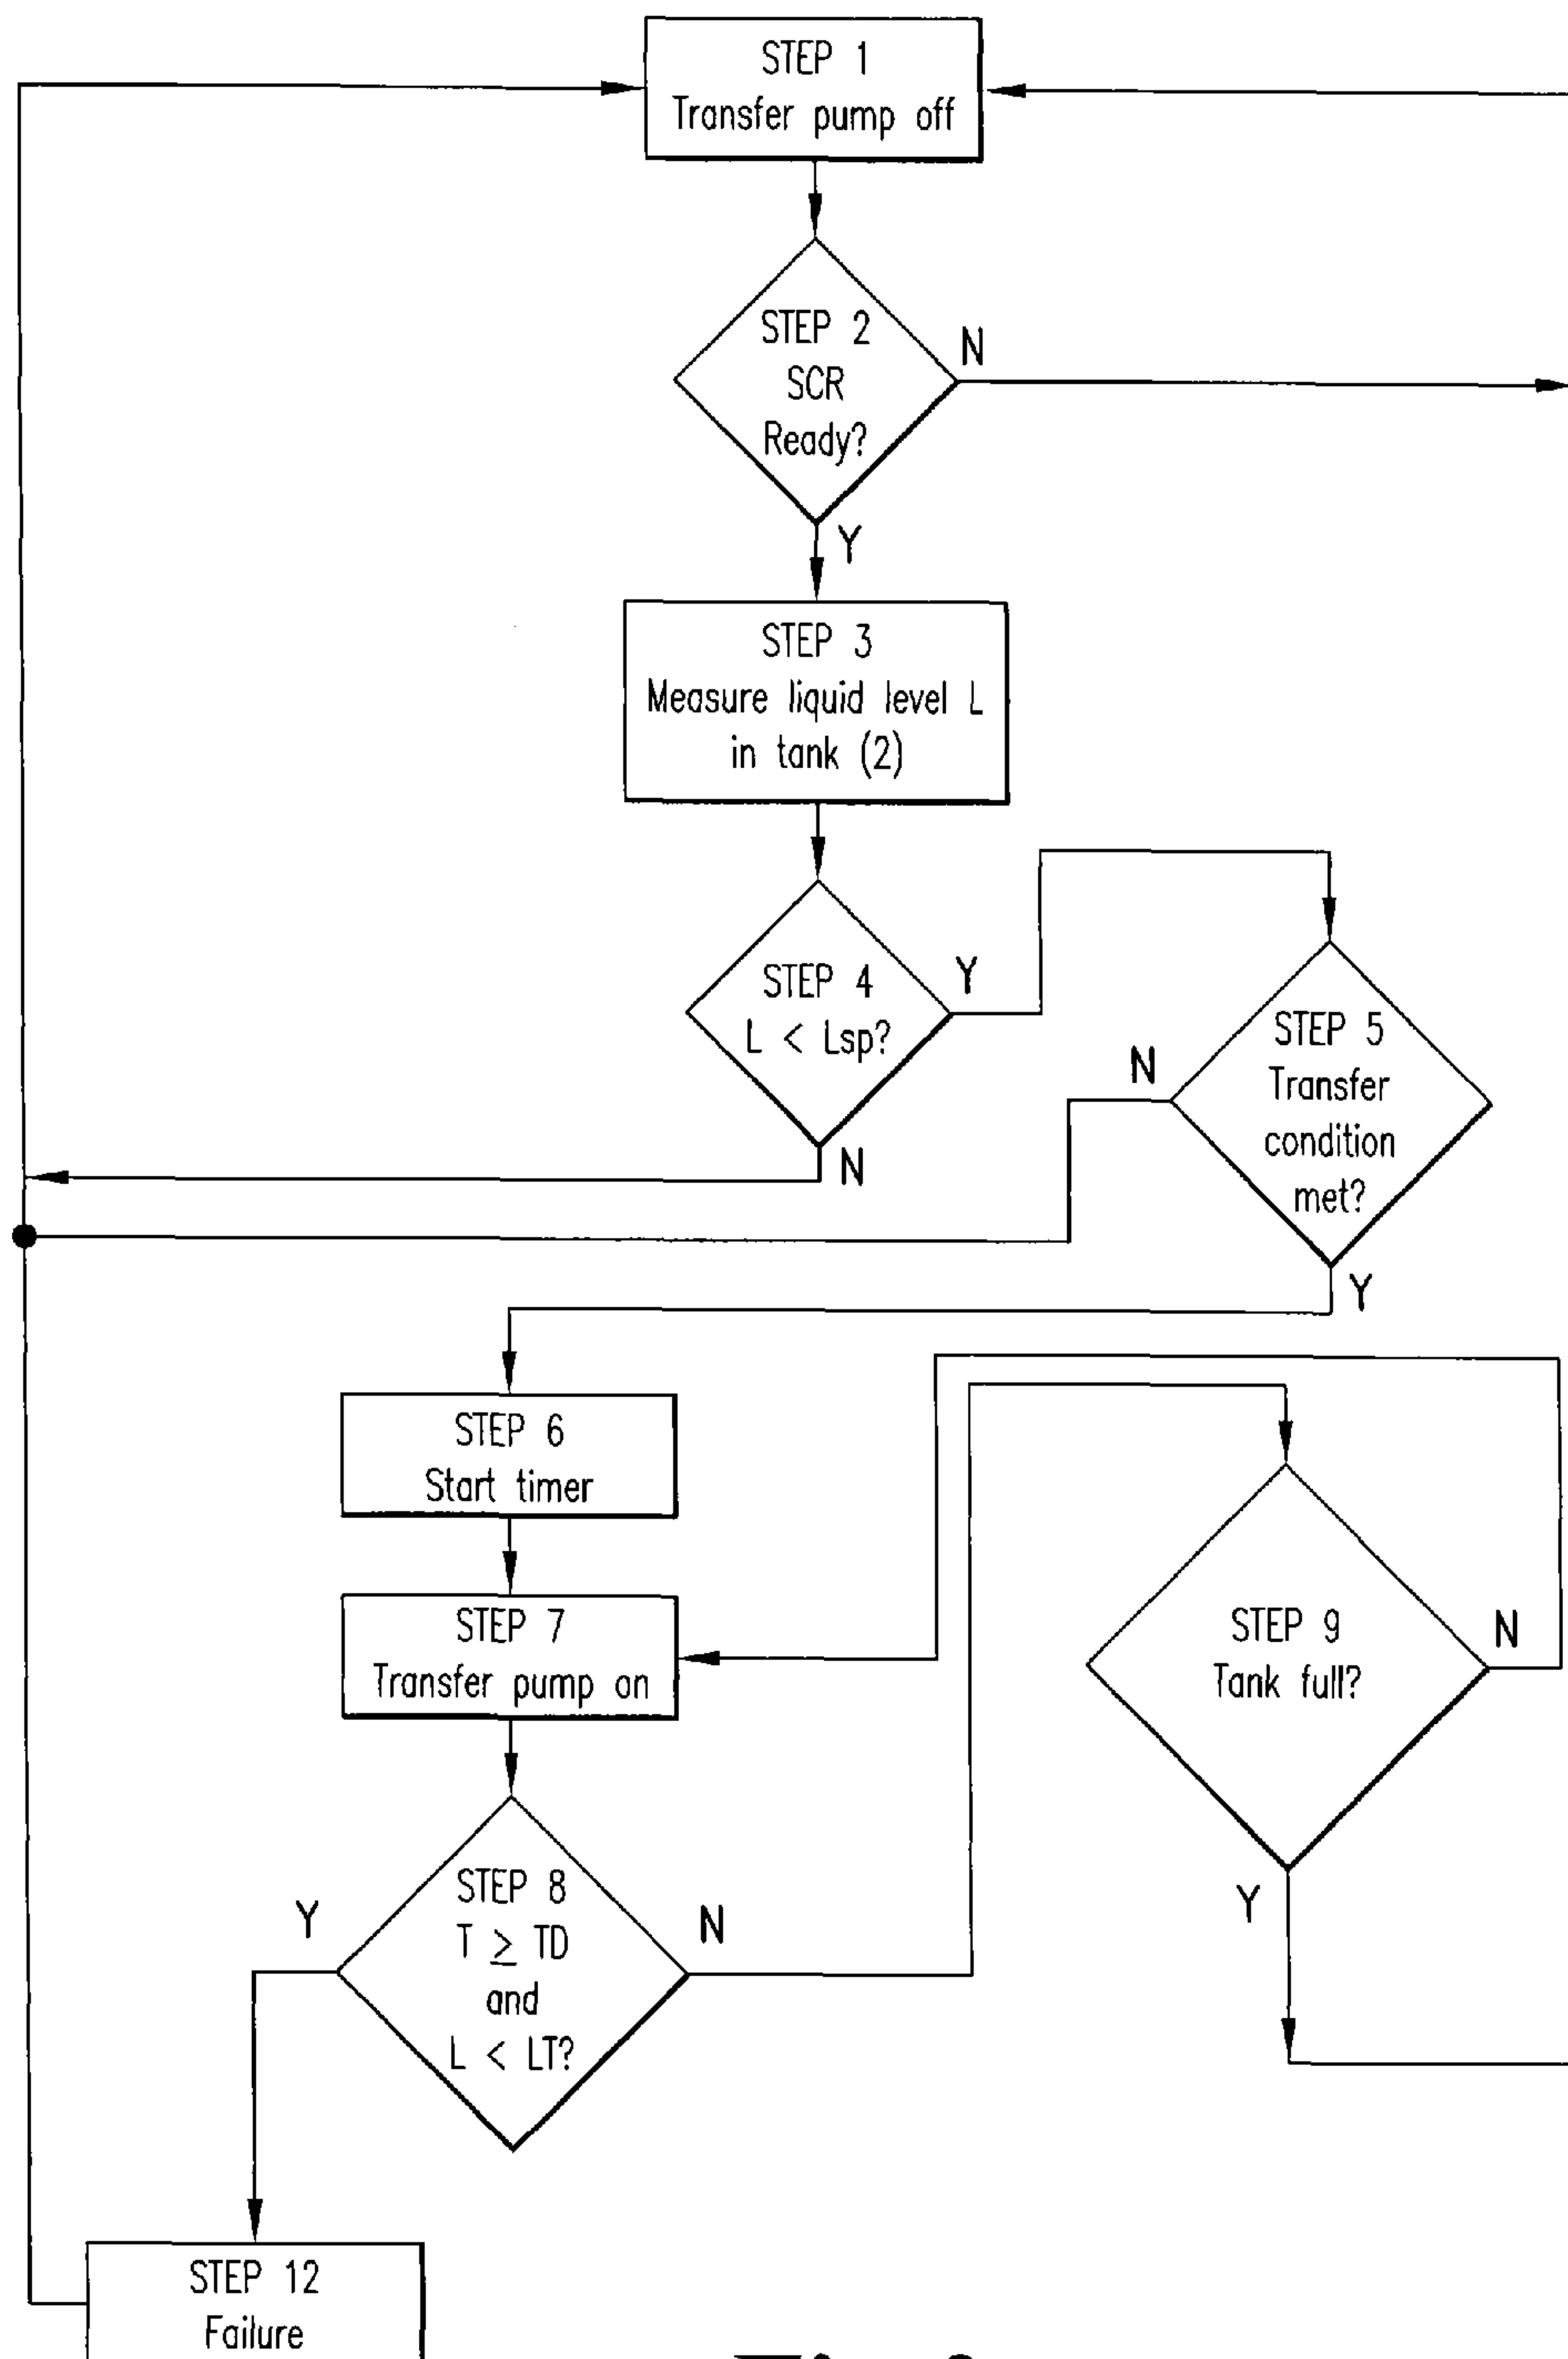 STEP 1
Transfer pump off
STEP 2
SCR
Ready?
N
Y
STEP 3
Measure liquid level L
in tank (2)
STEP 4
L < Lsp?
Y
N
STEP 5
Transfer
condition
met?
N
Y
STEP 6
Start timer
STEP 7
Transfer pump on
STEP 8
T ≥ TD
and
L < LT?
Y
N
STEP 9
Tank full?
N
Y
STEP 12
Failure